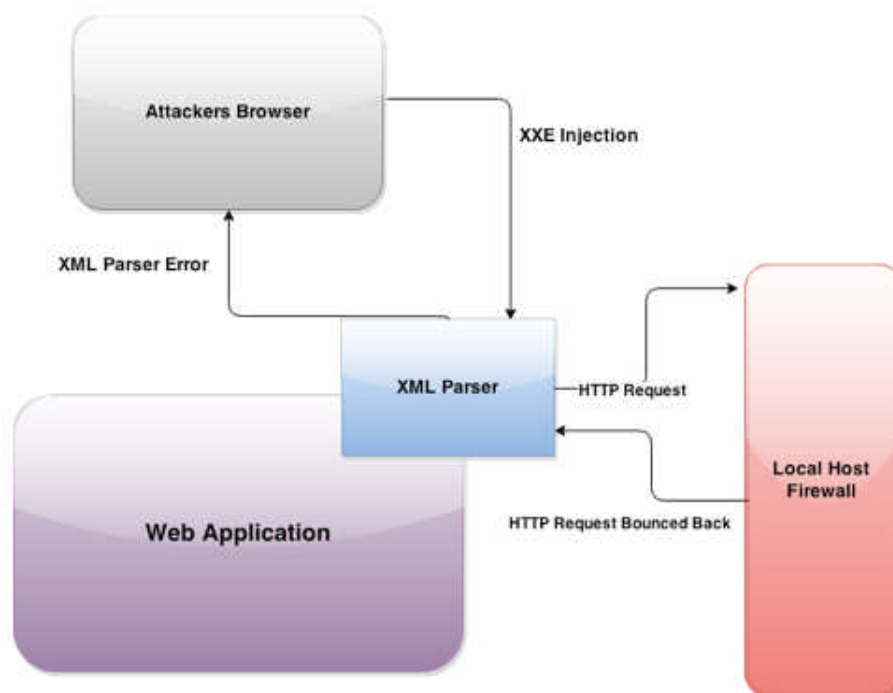 Attackers Browser
XXE Injection
XML Parser Error
XML Parser
HTTP Request
Local Host
Firewall
HTTP Request Bounced Back
Web Application